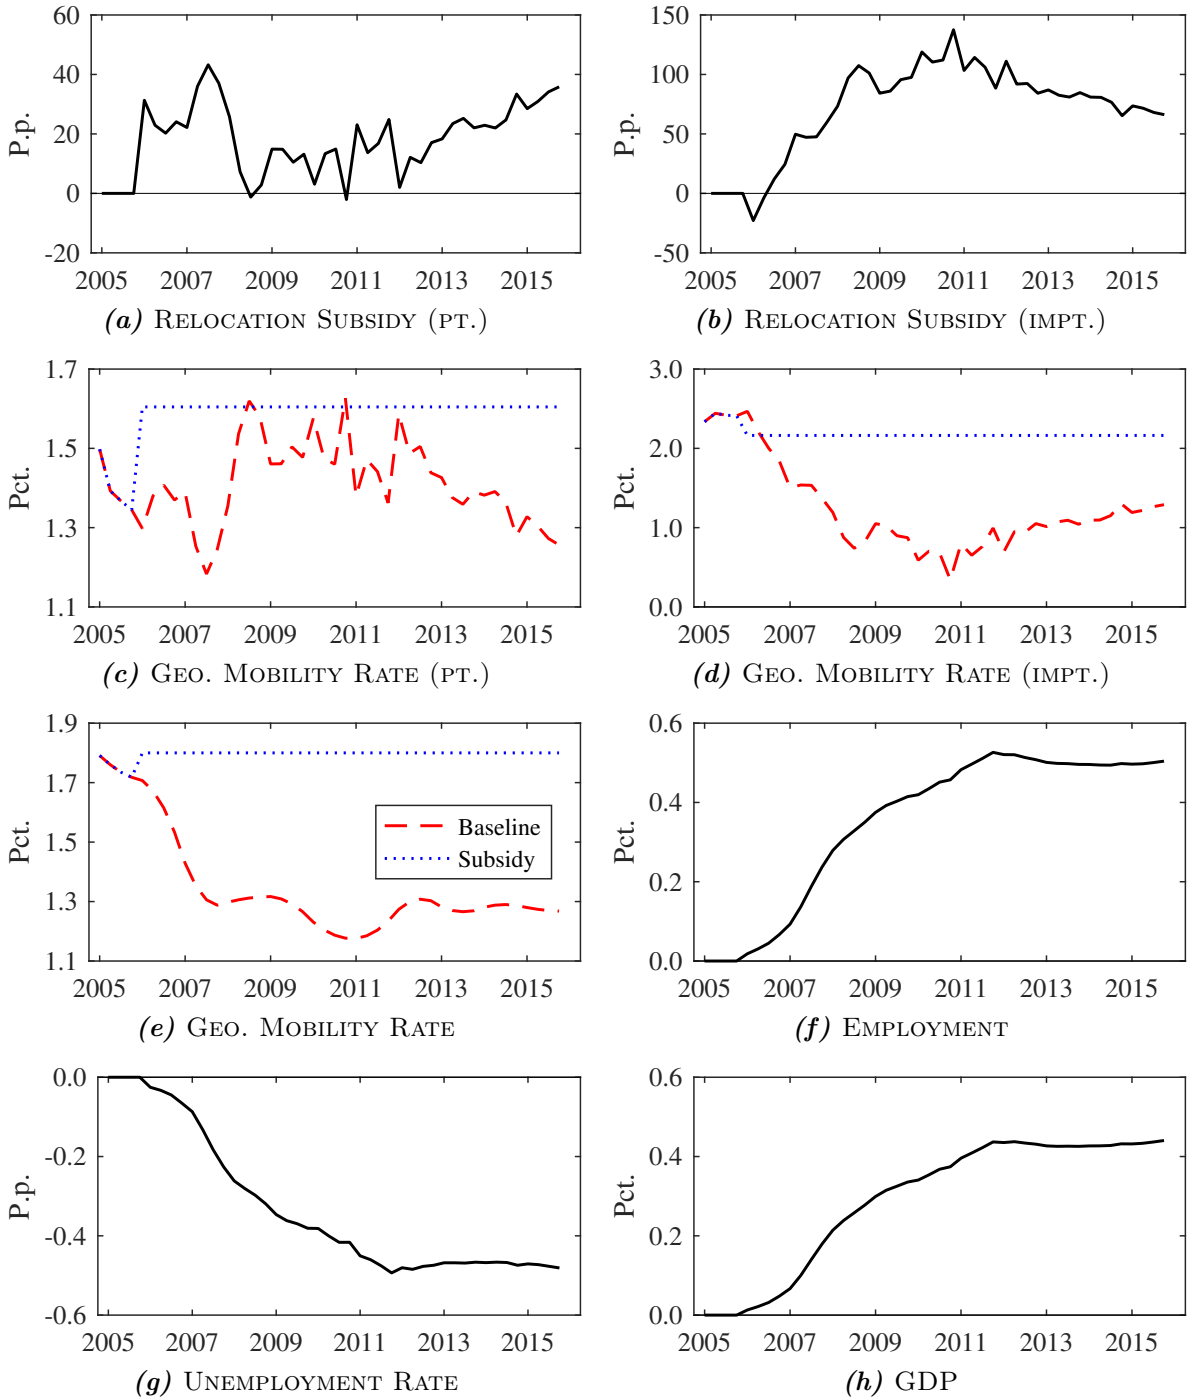 60
40
20
0
-20
P.p.
2005 2007 2009 2011 2013 2015
(a) Relocation Subsidy (pt.)
150
100
50
0
-50
P.p.
2005 2007 2009 2011 2013 2015
(b) Relocation Subsidy (impt.)
1.7
1.5
1.3
1.1
Pct.
2005 2007 2009 2011 2013 2015
(c) Geo. Mobility Rate (pt.)
3.0
2.0
1.0
0.0
Pct.
2005 2007 2009 2011 2013 2015
(d) Geo. Mobility Rate (impt.)
1.9
1.7
1.5
1.3
1.1
Pct.
Baseline
Subsidy
2005 2007 2009 2011 2013 2015
(e) Geo. Mobility Rate
0.6
0.4
0.2
0.0
Pct.
2005 2007 2009 2011 2013 2015
(f) Employment
0.0
-0.2
-0.4
-0.6
P.p.
2005 2007 2009 2011 2013 2015
(g) Unemployment Rate
0.6
0.4
0.2
0.0
Pct.
2005 2007 2009 2011 2013 2015
(h) GDP